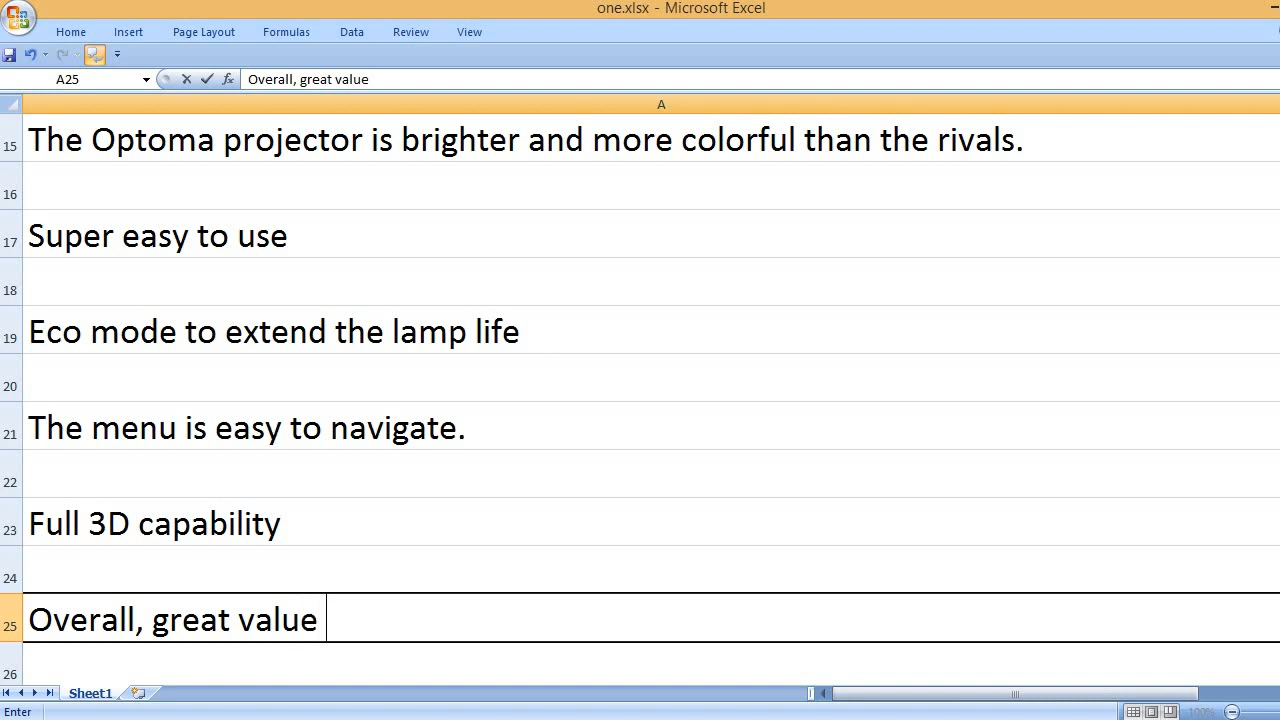 one.xlsx - Microsoft Excel
Home Insert Page Layout Formulas Data Review View
A25 fx Overall, great value
A
15 The Optoma projector is brighter and more colorful than the rivals.
16
17 Super easy to use
18
19 Eco mode to extend the lamp life
20
21 The menu is easy to navigate.
22
23 Full 3D capability
24
25 Overall, great value
26
Sheet1
Enter 100%